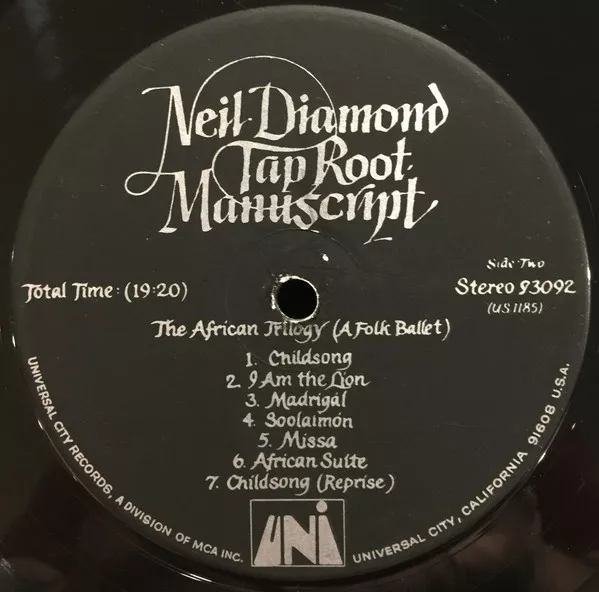 Neil Diamond
Tap Root
Manuscript
Side Two
Total Time: (19:20)
Stereo 93092
(US 1185)
The African Trilogy (A Folk Ballet)
1. Childsong
2. I Am the Lion
3. Madrigal
4. Soolaimón
5. Missa
6. African Suite
7. Childsong (Reprise)
UNI
UNIVERSAL CITY RECORDS, A DIVISION OF MCA INC. UNIVERSAL CITY, CALIFORNIA 91608 U.S.A.